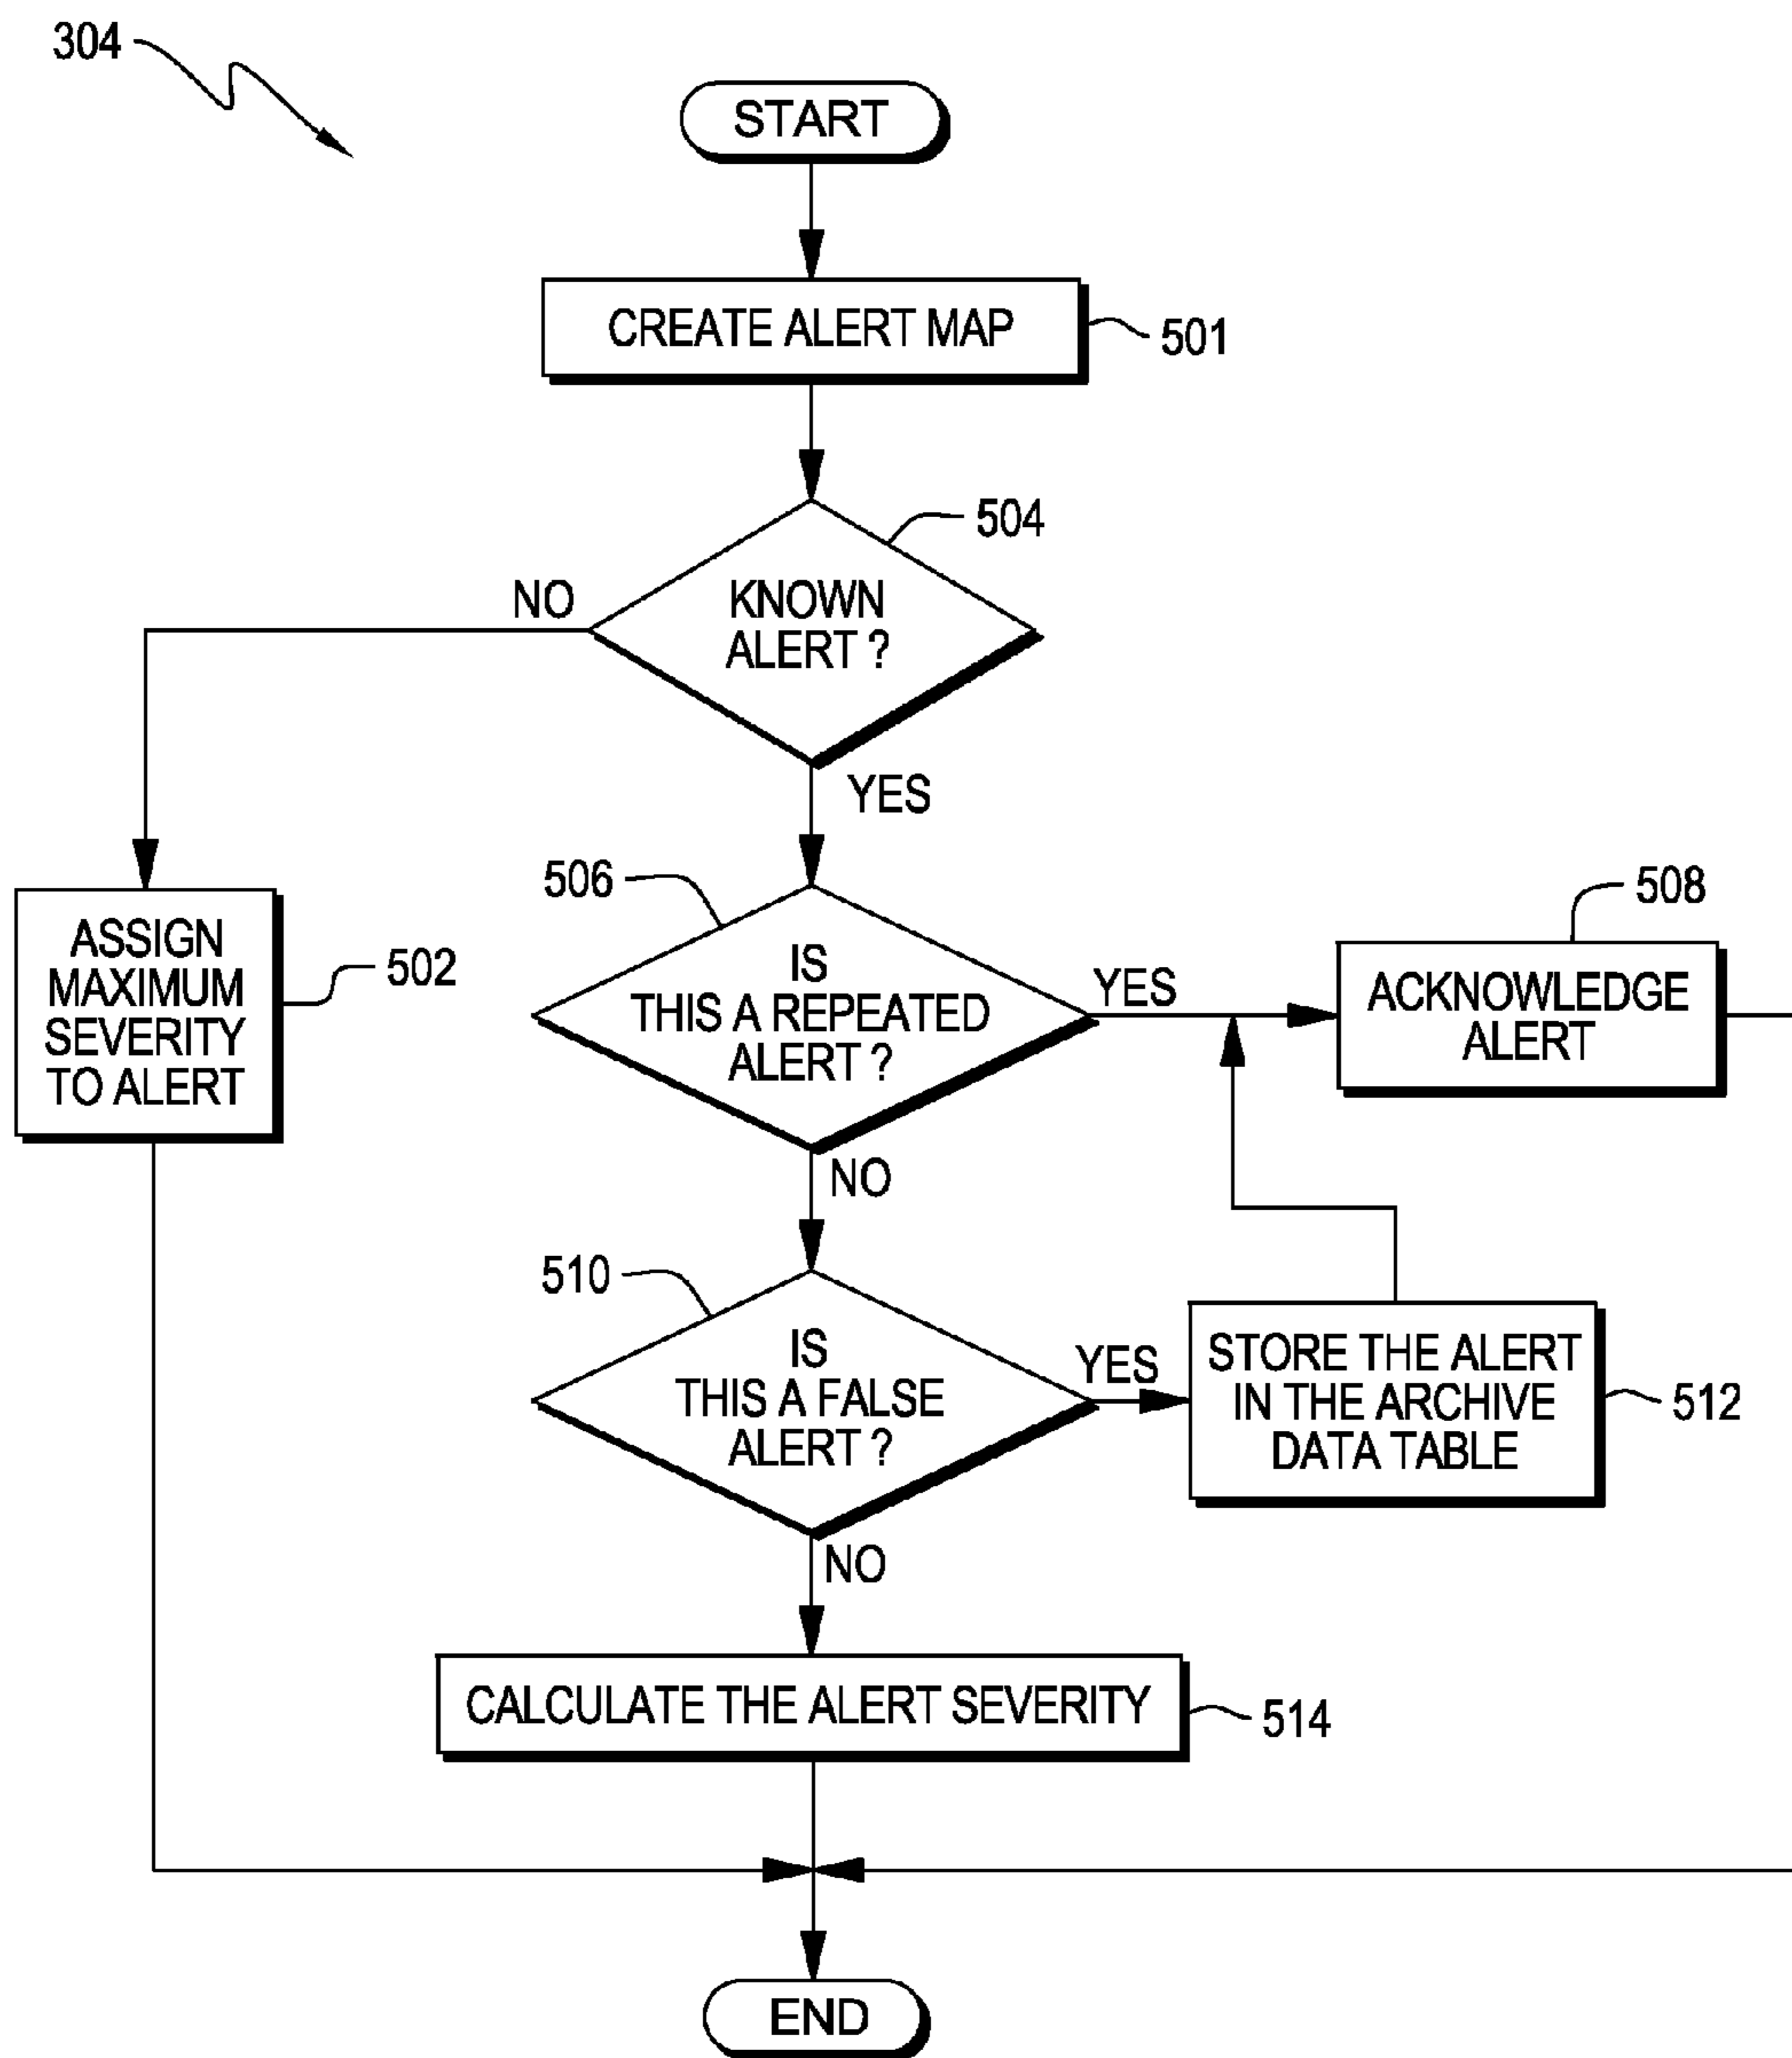 304
START
CREATE ALERT MAP
501
504
KNOWN
ALERT ?
NO
YES
506
IS
THIS A REPEATED
ALERT ?
YES
508
ACKNOWLEDGE
ALERT
ASSIGN
MAXIMUM
SEVERITY
TO ALERT
502
NO
510
IS
THIS A FALSE
ALERT ?
YES
STORE THE ALERT
IN THE ARCHIVE
DATA TABLE
512
NO
CALCULATE THE ALERT SEVERITY
514
END